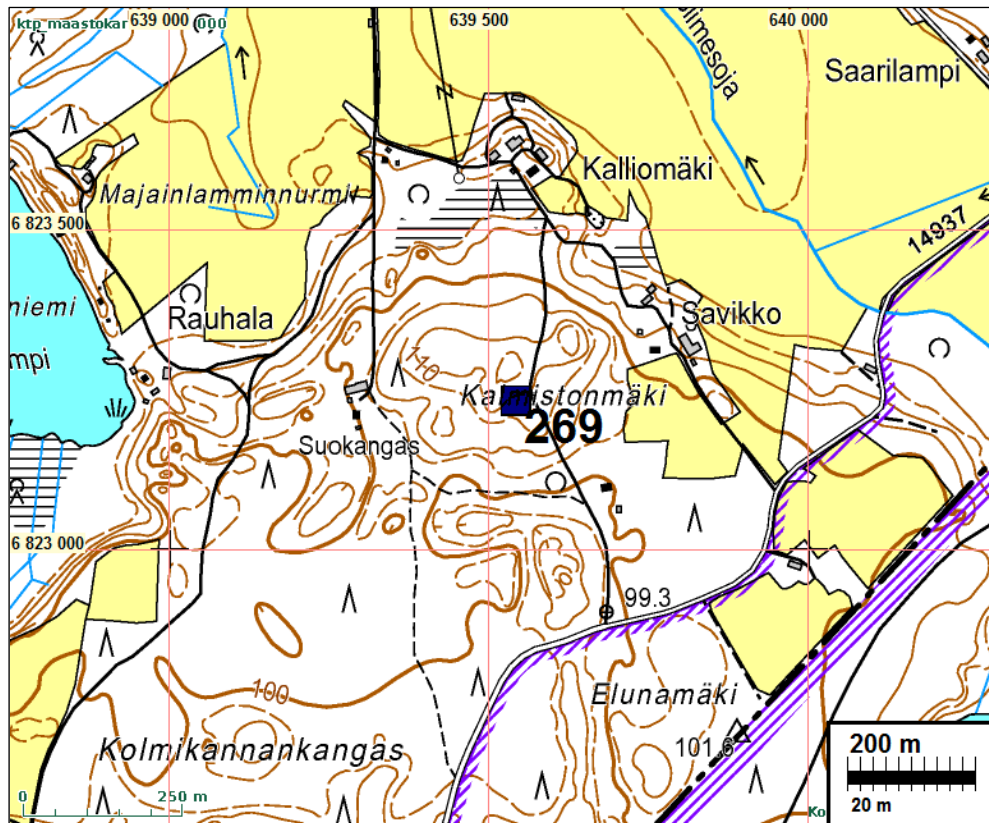 ktp_maastokar 000
639 000
639 500
640 000
Saarilampi
Kalliomäki
Majainlamminnurmi
6 823 500
14937
niemi
Rauhala
Savikko
mpi
110
Kalmistonmäki
269
Suokangas
6 823 000
99.3
100
Elunamäki
101.6
Kolmikannankangas
200 m
20 m
0 250 m
Ko